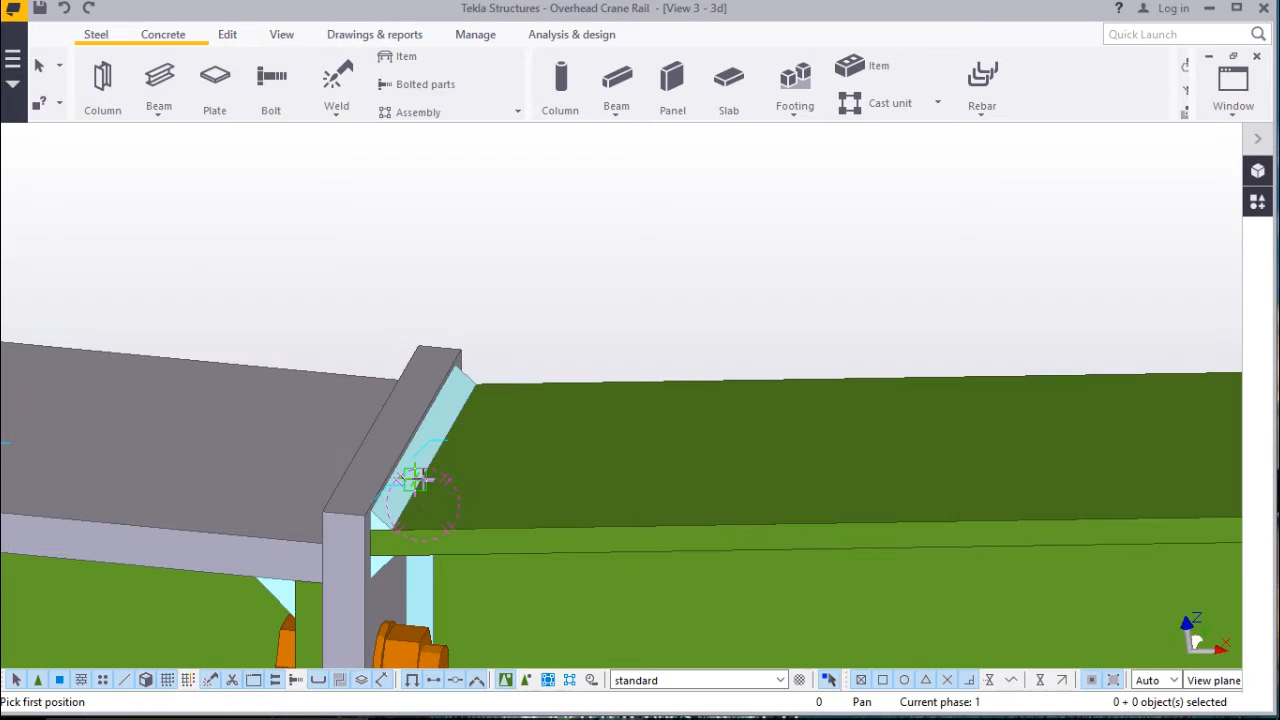 Tekla Structures - Overhead Crane Rail - [View 3 - 3d]
? Log in
Steel Concrete Edit View Drawings & reports Manage Analysis & design Quick Launch
Item
Item
Bolted parts
Column Beam Plate Bolt Weld Assembly Column Beam Panel Slab Footing Cast unit Rebar Window
Z
X
standard Auto View plane
Pick first position 0 Pan Current phase: 1 0 + 0 object(s) selected